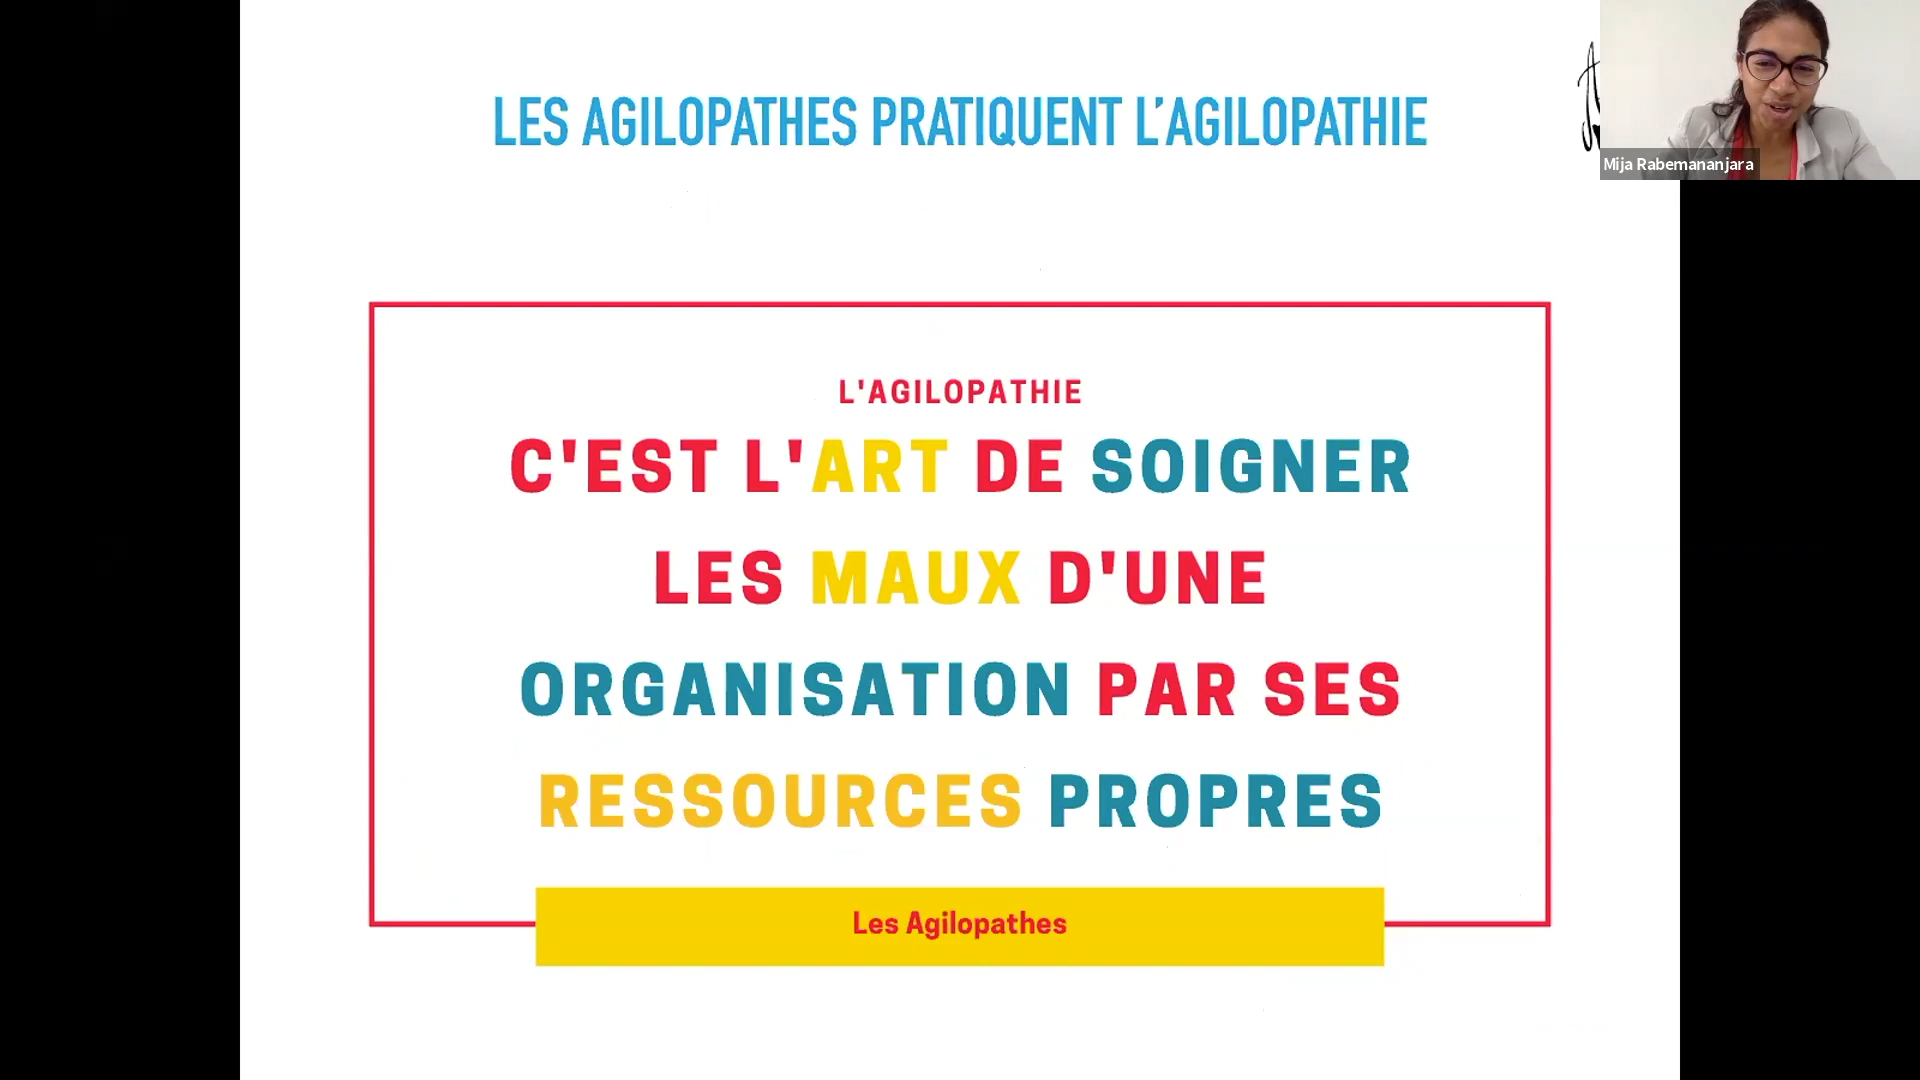 LES AGILOPATHES PRATIQUENT L'AGILOPATHIE
Mija Rabemananjara
L'AGILOPATHIE
C'EST L'ART DE SOIGNER
LES MAUX D'UNE
ORGANISATION PAR SES
RESSOURCES PROPRES
Les Agilopathes